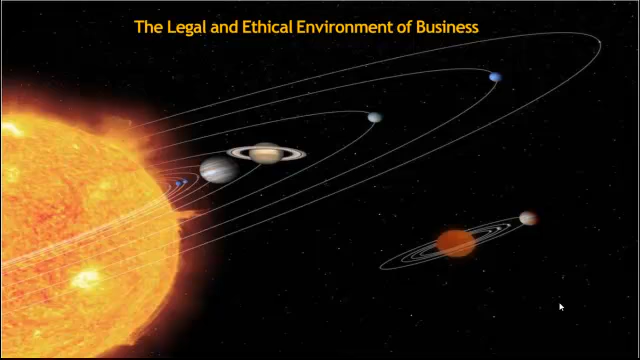 The Legal and Ethical Environment of Business